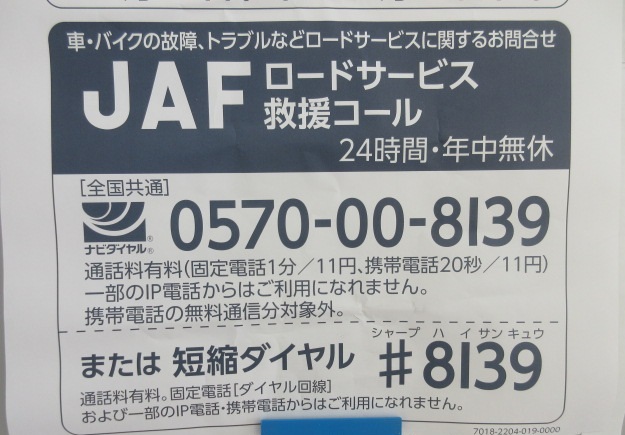 車・バイクの故障、トラブルなどロードサービスに関するお問合せ
JAF
ロードサービス
救援コール
24時間・年中無休
[全国共通]
ナビダイヤル®
0570-00-8139
通話料有料(固定電話1分／11円、携帯電話20秒／11円)
一部のIP電話からはご利用になれません。
携帯電話の無料通信分対象外。
または 短縮ダイヤル
シャープ ハイ サンキュウ
#8139
通話料有料。固定電話[ダイヤル回線]
および一部のIP電話・携帯電話からはご利用になれません。
7018-2204-019-0000